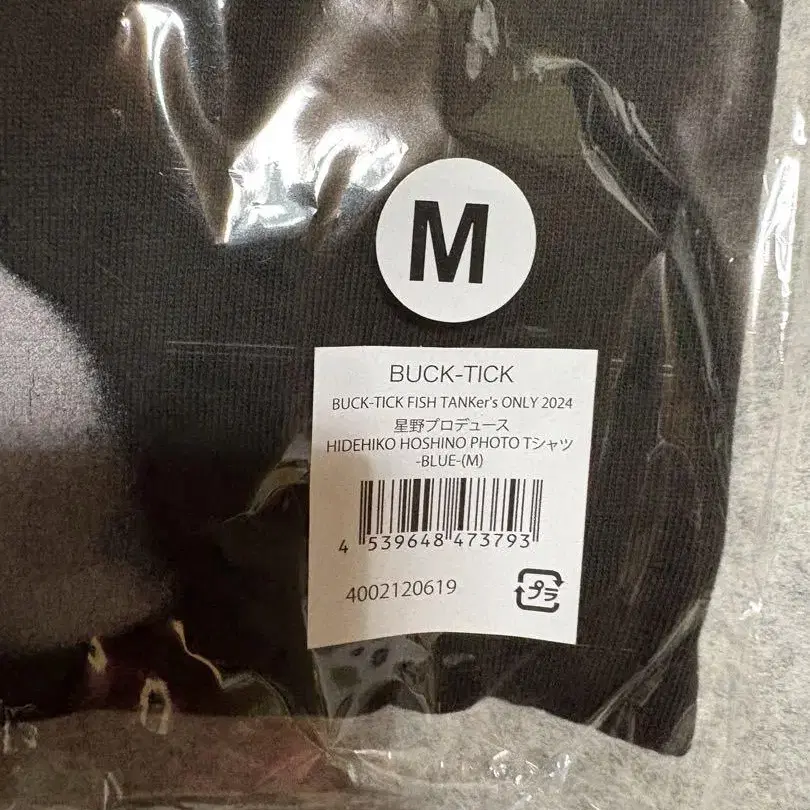 M
BUCK-TICK
BUCK-TICK FISH TANKer's ONLY 2024
星野プロデュース
HIDEHIKO HOSHINO PHOTO Tシャツ
-BLUE-(M)
4 539648 473793
4002120619
プラ